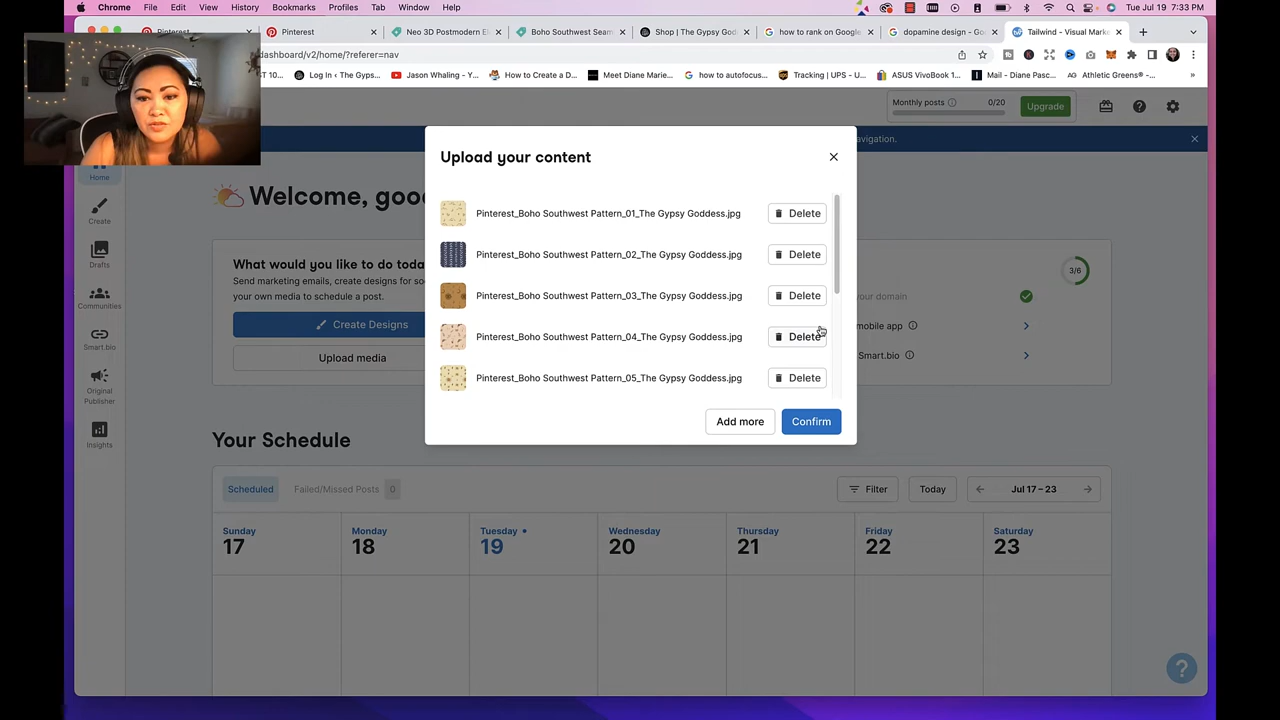 Chrome File Edit View History Bookmarks Profiles Tab Window Help
Tue Jul 19 7:33 PM
Pinterest
Neo 3D Postmodern E
Boho Southwest Seam
Shop | The Gypsy Goddes
how to rank on Google
dopamine design - Go
Tailwind - Visual Marke
dashboard/v2/home/?referer=nav
Log In ‹ The Gyps...
Jason Whaling - Y...
How to Create a D...
Meet Diane Marie...
how to autofocus...
Tracking | UPS - U...
ASUS VivoBook 1...
Mail - Diane Pasc...
AG Athletic Greens® -...
»
Monthly posts
0/20
Upgrade
navigation.
Home
Create
Drafts
Communities
Smart.bio
Original
Publisher
Insights
Welcome, goo
What would you like to do toda
Send marketing emails, create designs for so
your own media to schedule a post.
Create Designs
Upload media
3/6
your domain
mobile app
Smart.bio
Upload your content
Pinterest_Boho Southwest Pattern_01_The Gypsy Goddess.jpg
Delete
Pinterest_Boho Southwest Pattern_02_The Gypsy Goddess.jpg
Delete
Pinterest_Boho Southwest Pattern_03_The Gypsy Goddess.jpg
Delete
Pinterest_Boho Southwest Pattern_04_The Gypsy Goddess.jpg
Delete
Pinterest_Boho Southwest Pattern_05_The Gypsy Goddess.jpg
Delete
Add more
Confirm
Your Schedule
Scheduled
Failed/Missed Posts 0
Filter
Today
Jul 17 – 23
Sunday
17
Monday
18
Tuesday
19
Wednesday
20
Thursday
21
Friday
22
Saturday
23
?